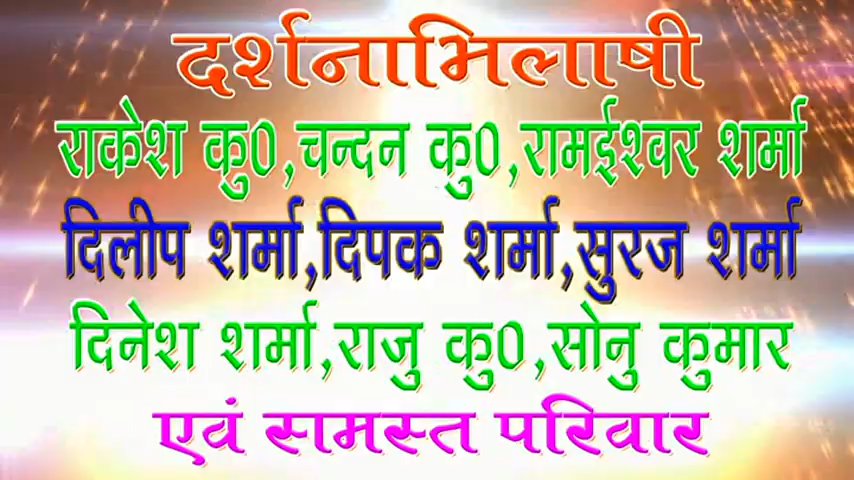 दर्शनाभिलाषी
राकेश कु0,चन्दन कु0,रामईश्वर शर्मा
दिलीप शर्मा,दिपक शर्मा,सुरज शर्मा
दिनेश शर्मा,राजु कु0,सोनु कुमार
एवं समस्त परिवार